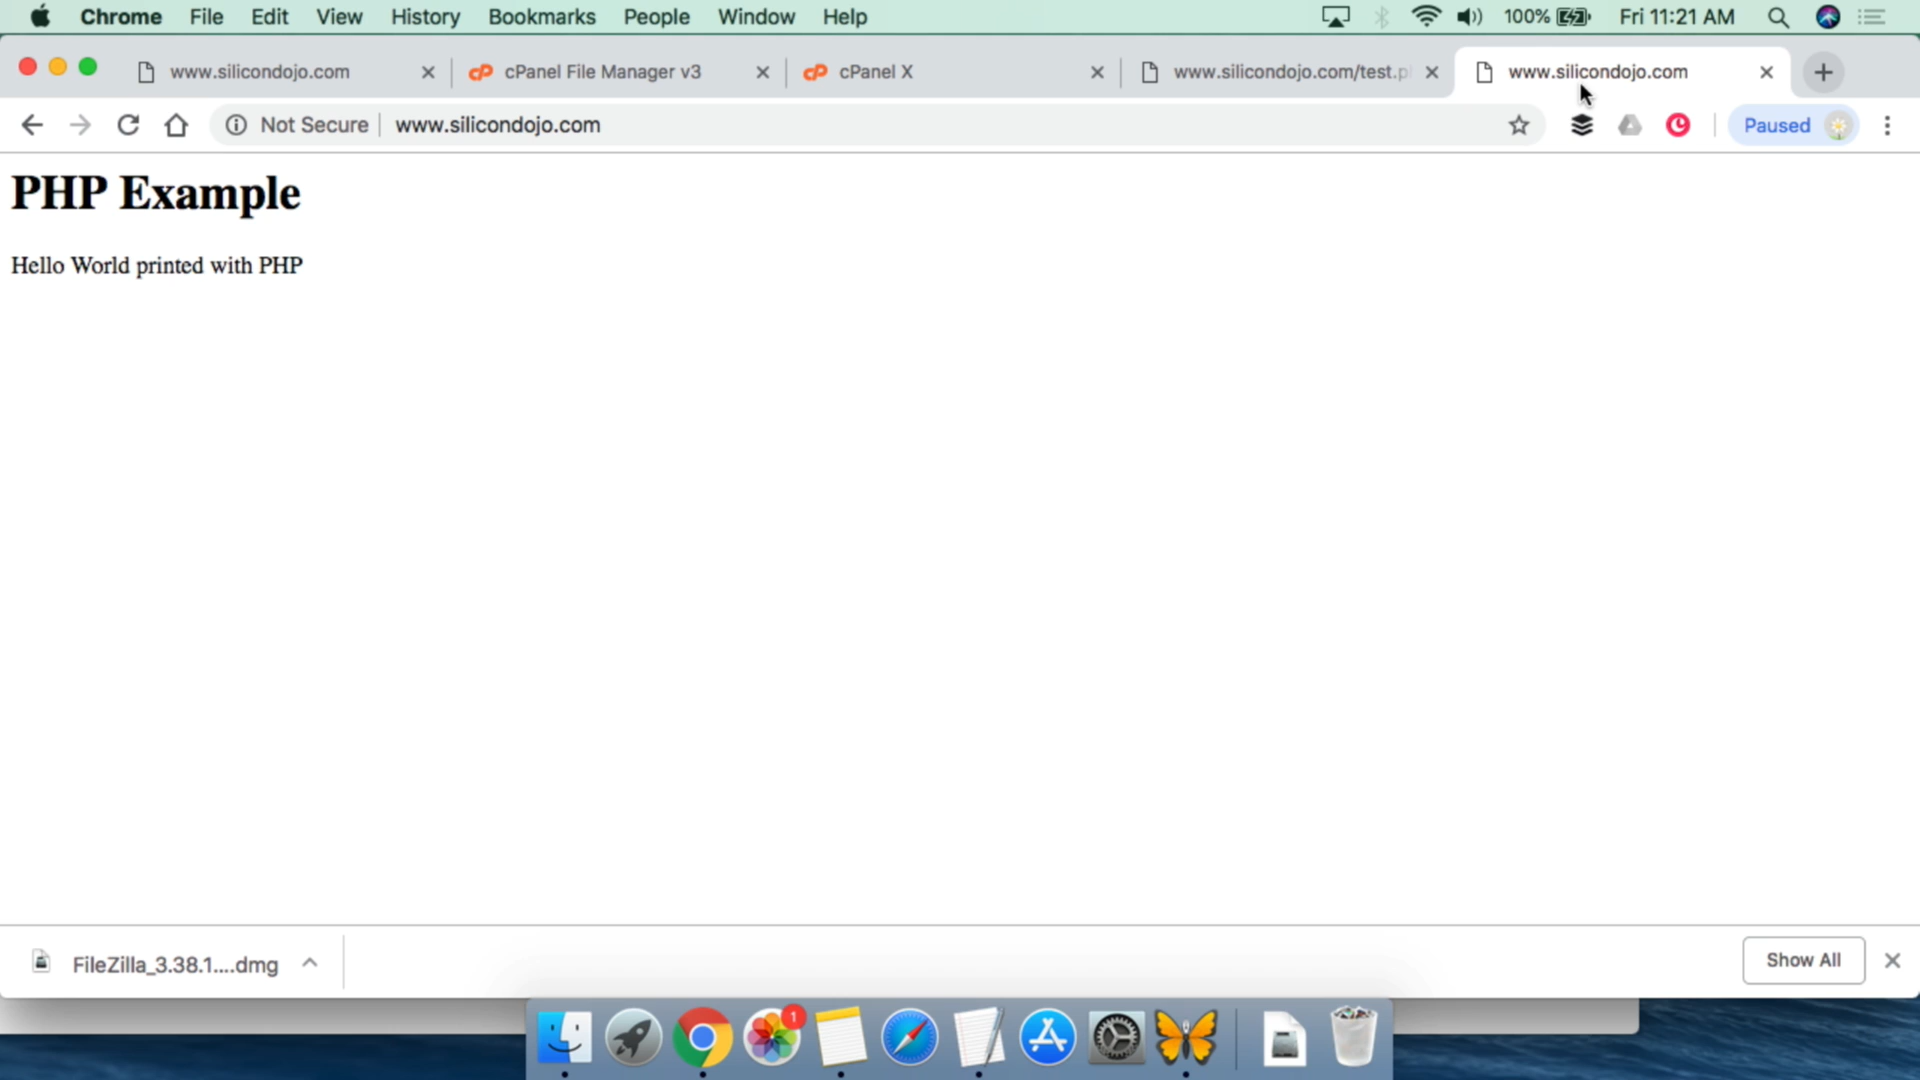 Chrome File Edit View History Bookmarks People Window Help 100% Fri 11:21 AM
www.silicondojo.com cPanel File Manager v3 cPanel X www.silicondojo.com/test.p www.silicondojo.com
Not Secure www.silicondojo.com Paused
PHP Example
Hello World printed with PHP
FileZilla_3.38.1....dmg Show All
1